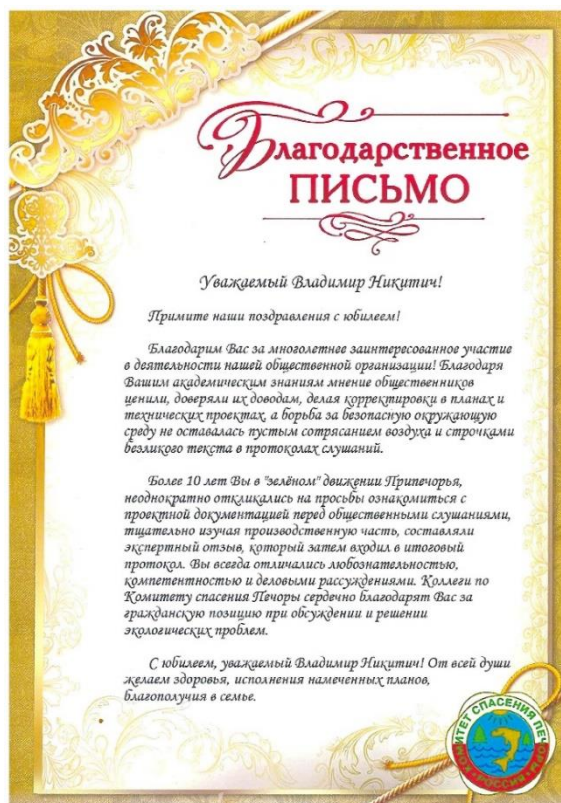 Благодарственное
ПИСЬМО
Уважаемый Владимир Никитич!
Примите наши поздравления с юбилеем!
Благодарим Вас за многолетнее заинтересованное участие
в деятельности нашей общественной организации! Благодаря
Вашим академическим знаниям мнение общественников
ценили, доверяли их доводам, делая корректировки в планах и
технических проектах, а борьба за безопасную окружающую
среду не оставалась пустым сотрясанием воздуха и строчками
безликого текста в протоколах слушаний.
Более 10 лет Вы в "зелёном" движении Припечорья,
неоднократно откликались на просьбы ознакомиться с
проектной документацией перед общественными слушаниями,
тщательно изучая производственную часть, составляли
экспертный отзыв, который затем входил в итоговый
протокол. Вы всегда отличались любознательностью,
компетентностью и деловыми рассуждениями. Коллеги по
Комитету спасения Печоры сердечно благодарят Вас за
гражданскую позицию при обсуждении и решении
экологических проблем.
С юбилеем, уважаемый Владимир Никитич! От всей души
желаем здоровья, исполнения намеченных планов,
благополучия в семье.
СПАСЕНИЯ
РОССИЯ